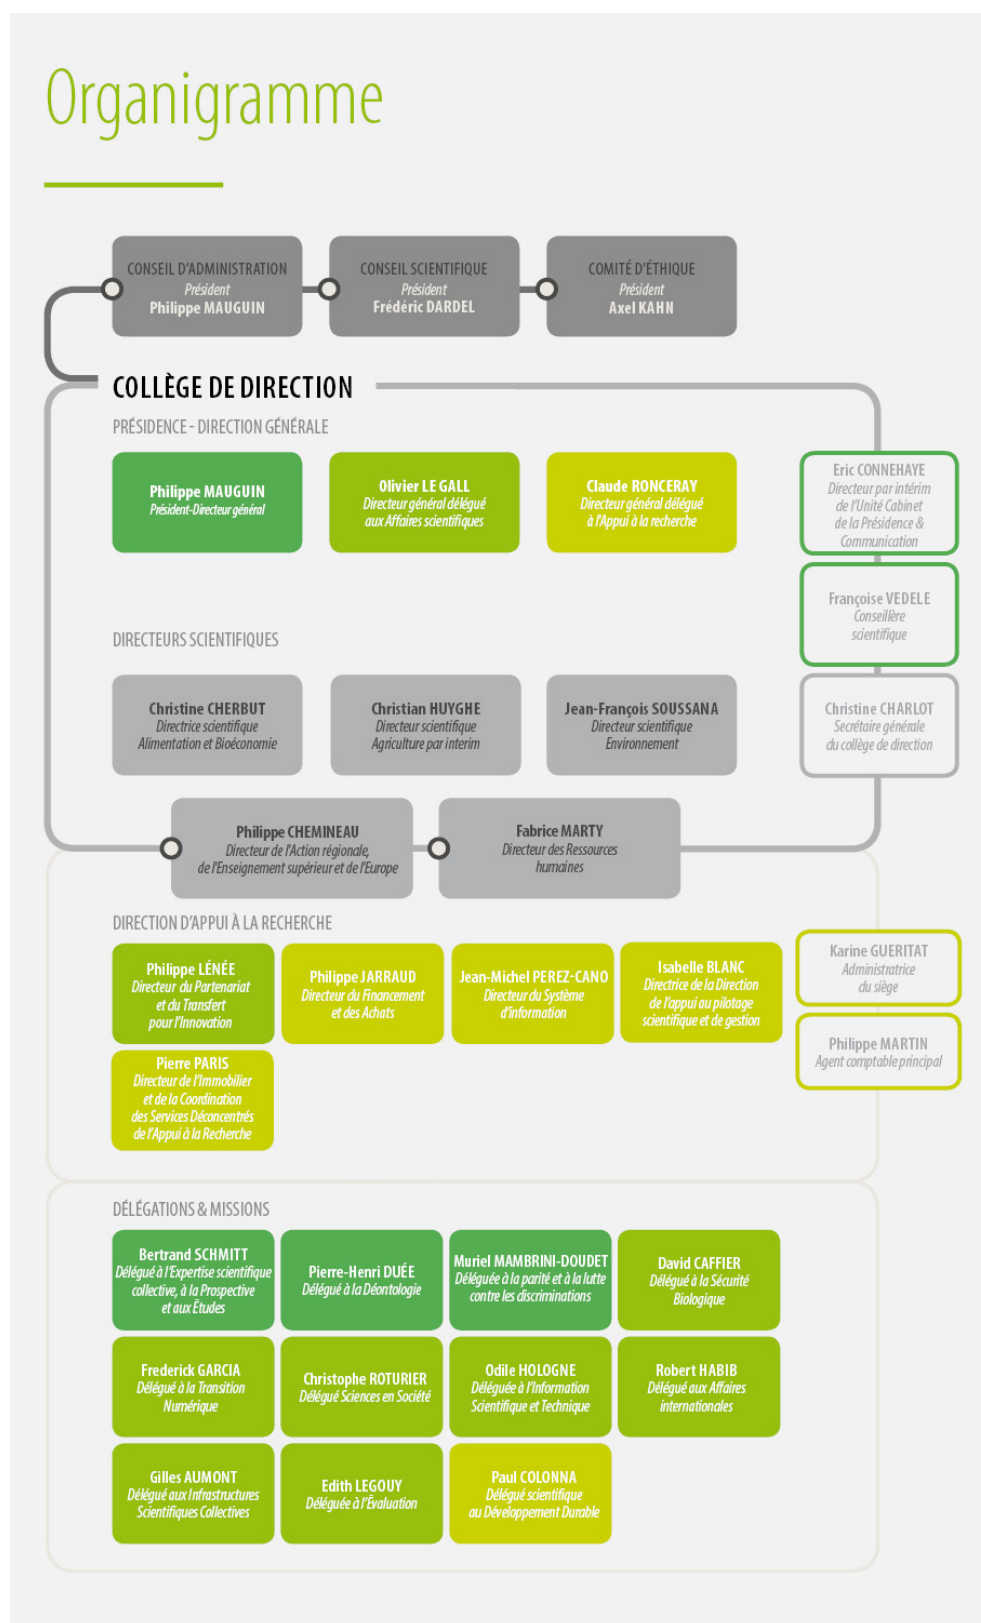 Organigramme
CONSEIL D'ADMINISTRATION
Président
Philippe MAUGUIN
CONSEIL SCIENTIFIQUE
Président
Frédéric DARDEL
COMITÉ D'ÉTHIQUE
Président
Axel KAHN
COLLÈGE DE DIRECTION
PRÉSIDENCE - DIRECTION GÉNÉRALE
Philippe MAUGUIN
Président-Directeur général
Olivier LE GALL
Directeur général délégué
aux Affaires scientifiques
Claude RONCERAY
Directeur général délégué
à l'Appui à la recherche
Eric CONNEHAYE
Directeur par intérim
de l'Unité Cabinet
de la Présidence &
Communication
Françoise VEDELE
Conseillère
scientifique
DIRECTEURS SCIENTIFIQUES
Christine CHERBUT
Directrice scientifique
Alimentation et Bioéconomie
Christian HUYGHE
Directeur scientifique
Agriculture par interim
Jean-François SOUSSANA
Directeur scientifique
Environnement
Christine CHARLOT
Secrétaire générale
du collège de direction
Philippe CHEMINEAU
Directeur de l'Action régionale,
de l'Enseignement supérieur et de l'Europe
Fabrice MARTY
Directeur des Ressources
humaines
DIRECTION D'APPUI À LA RECHERCHE
Philippe LÉNÉE
Directeur du Partenariat
et du Transfert
pour l'Innovation
Philippe JARRAUD
Directeur du Financement
et des Achats
Jean-Michel PEREZ-CANO
Directeur du Système
d'information
Isabelle BLANC
Directrice de la Direction
de l'appui au pilotage
scientifique et de gestion
Karine GUERITAT
Administratrice
du siège
Philippe MARTIN
Agent comptable principal
Pierre PARIS
Directeur de l'Immobilier
et de la Coordination
des Services Déconcentrés
de l'Appui à la Recherche
DÉLÉGATIONS & MISSIONS
Bertrand SCHMITT
Délégué à l'Expertise scientifique
collective, à la Prospective
et aux Études
Pierre-Henri DUÉE
Délégué à la Déontologie
Muriel MAMBRINI-DOUDET
Déléguée à la parité et à la lutte
contre les discriminations
David CAFFIER
Délégué à la Sécurité
Biologique
Frederick GARCIA
Délégué à la Transition
Numérique
Christophe ROTURIER
Délégué Sciences en Société
Odile HOLOGNE
Déléguée à l'Information
Scientifique et Technique
Robert HABIB
Délégué aux Affaires
internationales
Gilles AUMONT
Délégué aux Infrastructures
Scientifiques Collectives
Edith LEGOUY
Déléguée à l'Évaluation
Paul COLONNA
Délégué scientifique
au Développement Durable